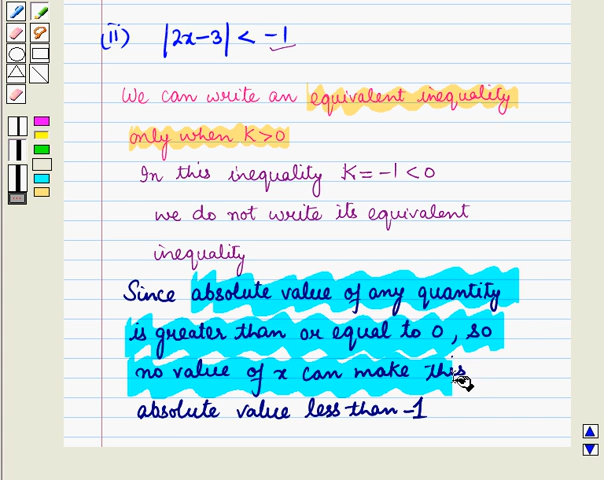 (ii) |2x-3| < -1
We can write an equivalent inequality
only when K>0
In this inequality K = -1 < 0
we do not write its equivalent
inequality
Since absolute value of any quantity
is greater than or equal to 0, so
no value of x can make this
absolute value less than -1